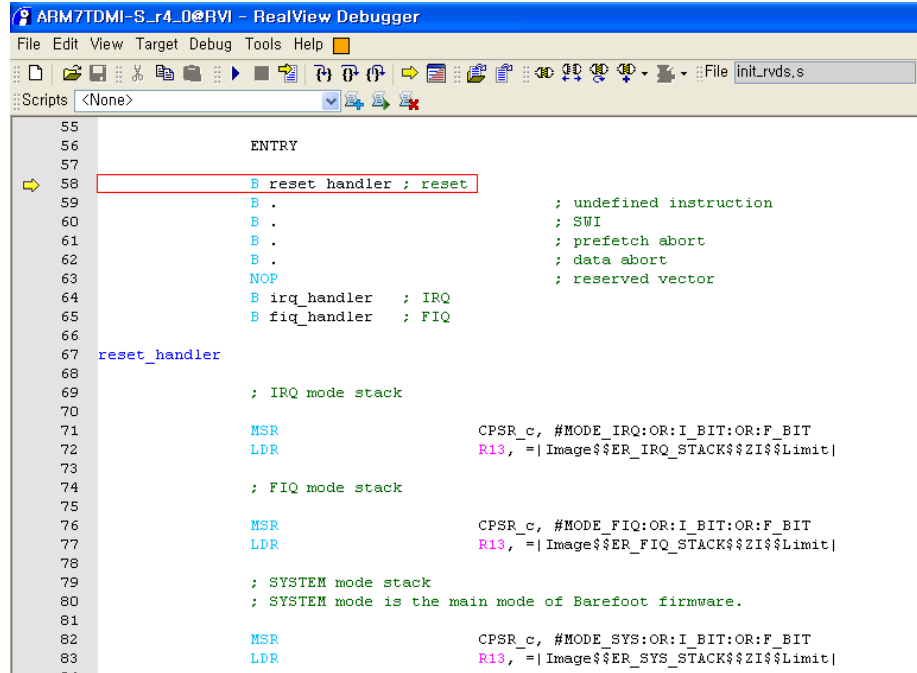 ARM7TDMI-S_r4_0@RVI - RealView Debugger
File Edit View Target Debug Tools Help
File init_rvds.s
Scripts <None>
55
56 ENTRY
57
58 B reset_handler ; reset
59 B . ; undefined instruction
60 B . ; SWI
61 B . ; prefetch abort
62 B . ; data abort
63 NOP ; reserved vector
64 B irq_handler ; IRQ
65 B fiq_handler ; FIQ
66
67 reset_handler
68
69 ; IRQ mode stack
70
71 MSR CPSR_c, #MODE_IRQ:OR:I_BIT:OR:F_BIT
72 LDR R13, =|Image$$ER_IRQ_STACK$$ZI$$Limit|
73
74 ; FIQ mode stack
75
76 MSR CPSR_c, #MODE_FIQ:OR:I_BIT:OR:F_BIT
77 LDR R13, =|Image$$ER_FIQ_STACK$$ZI$$Limit|
78
79 ; SYSTEM mode stack
80 ; SYSTEM mode is the main mode of Barefoot firmware.
81
82 MSR CPSR_c, #MODE_SYS:OR:I_BIT:OR:F_BIT
83 LDR R13, =|Image$$ER_SYS_STACK$$ZI$$Limit|